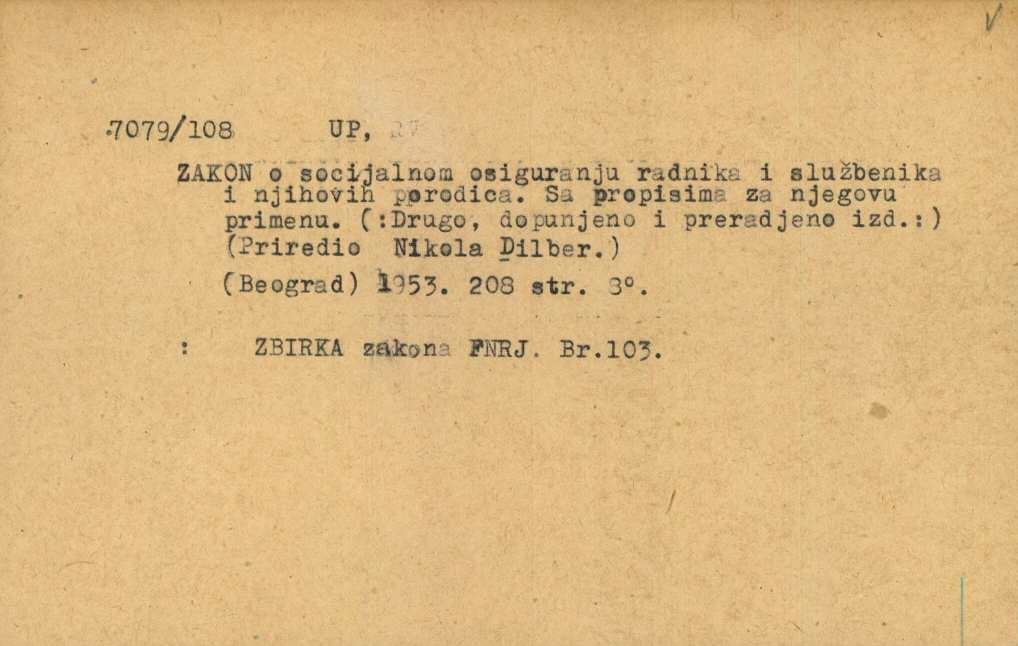 7079/108 UP,
ZAKON o socijalnom osiguranju radnika i službenika
i njihovih porodica. Sa propisima za njegovu
primenu. (:Drugo, dopunjeno i preradjeno izd.:)
(Priredio Nikola Dilber.)
(Beograd) 1953. 208 str. 8°.
: ZBIRKA zakona FNRJ. Br.103.